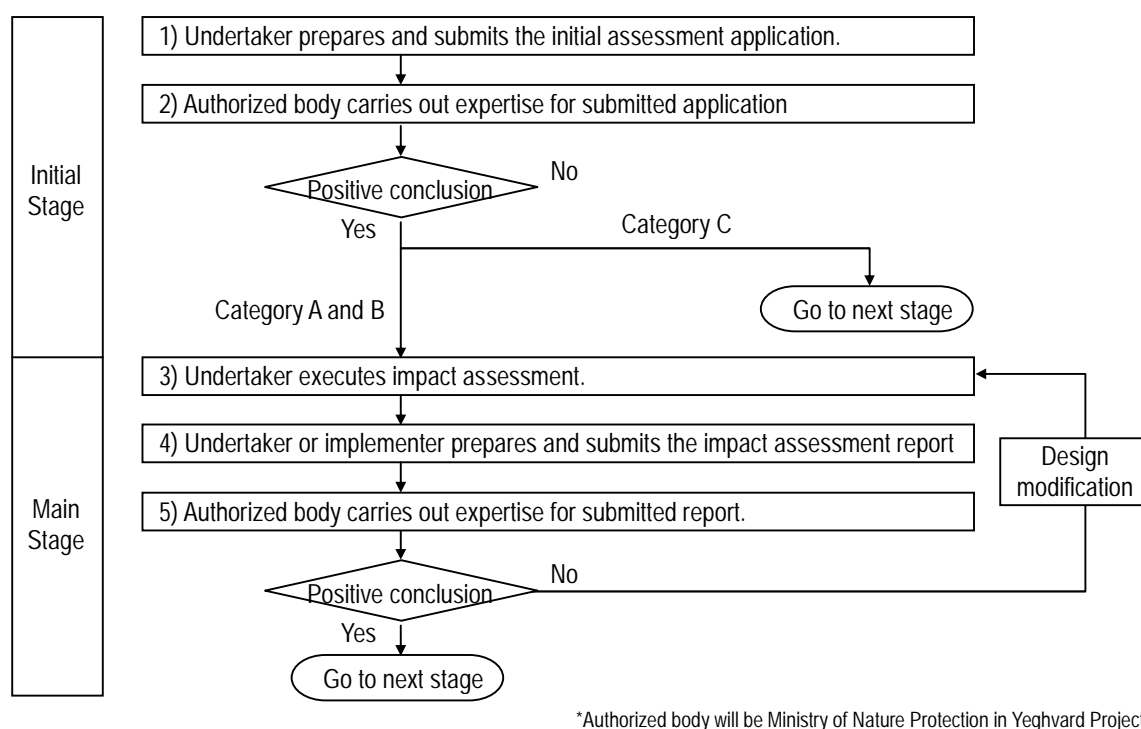 1) Undertaker prepares and submits the initial assessment application.
2) Authorized body carries out expertise for submitted application
Initial
Stage
Positive conclusion
No
Yes
Category C
Go to next stage
Category A and B
3) Undertaker executes impact assessment.
4) Undertaker or implementer prepares and submits the impact assessment report
Design
modification
Main
Stage
5) Authorized body carries out expertise for submitted report.
Positive conclusion
No
Yes
Go to next stage
*Authorized body will be Ministry of Nature Protection in Yeghvard Project